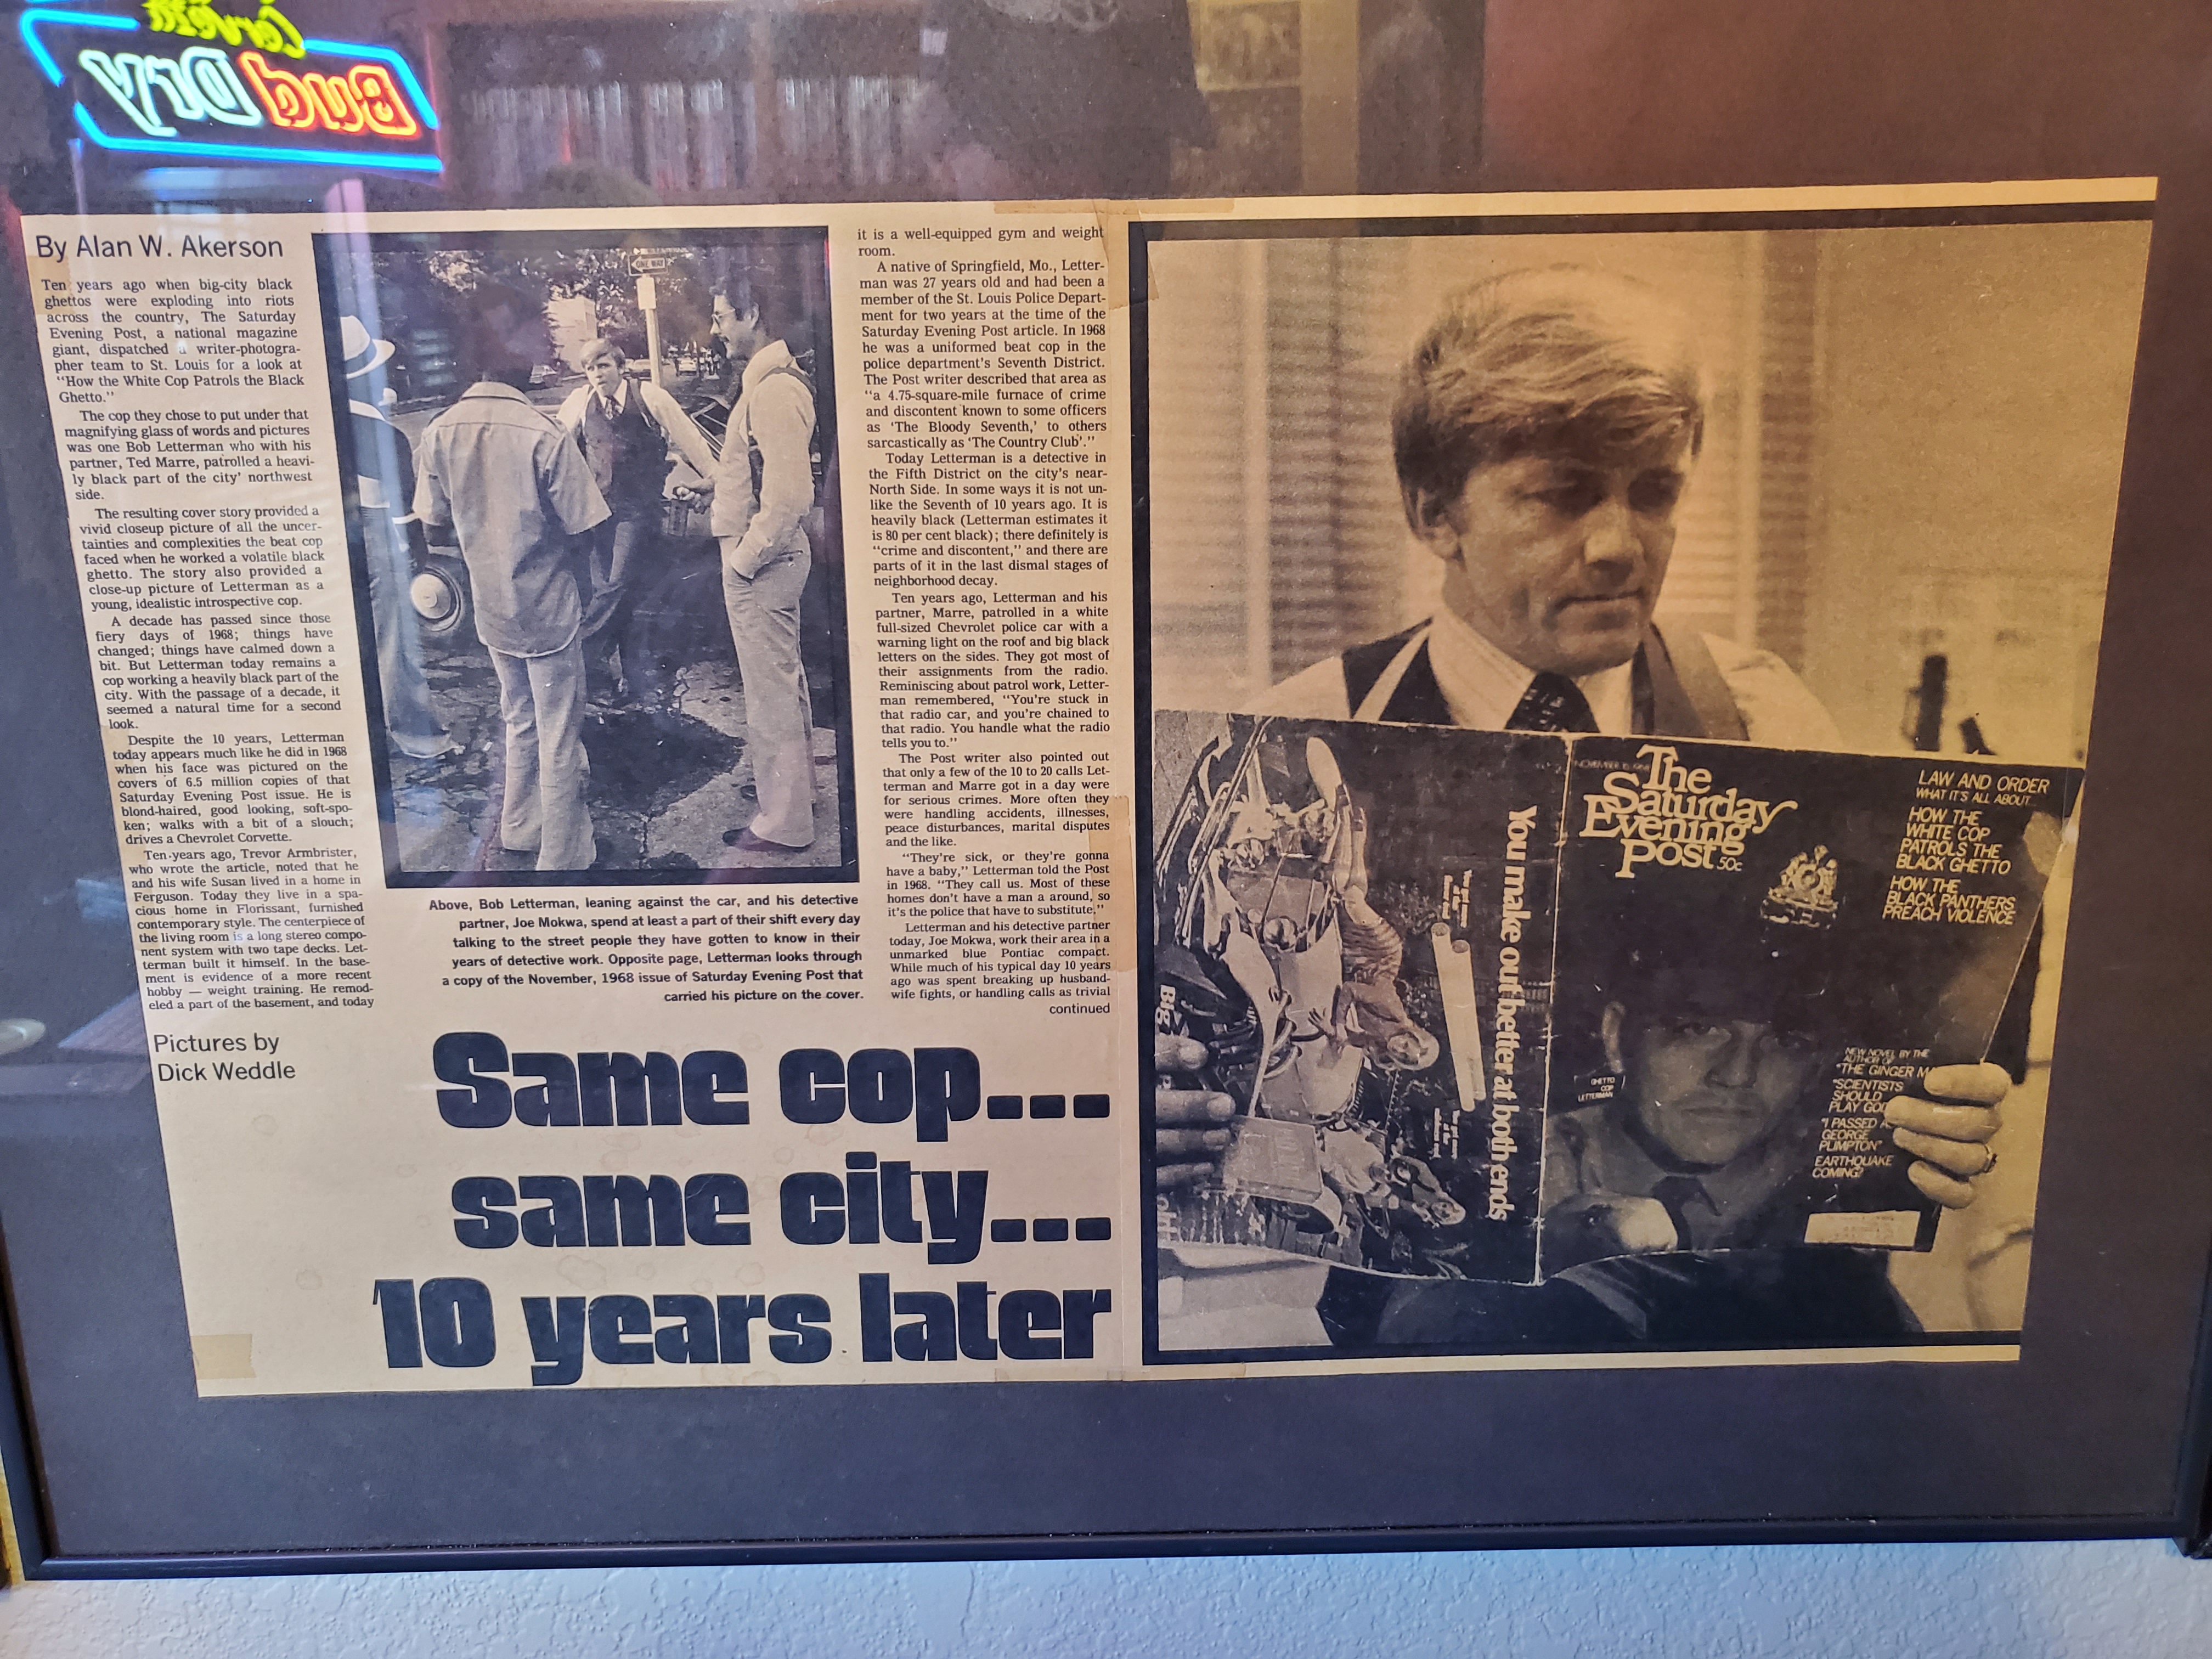 Bud Dry
By Alan W. Akerson
Ten years ago when big-city black
ghettos were exploding into riots
across the country, The Saturday
Evening Post, a national magazine
giant, dispatched a writer-photogra-
pher team to St. Louis for a look at
"How the White Cop Patrols the Black
Ghetto."
The cop they chose to put under that
magnifying glass of words and pictures
was one Bob Letterman who with his
partner, Ted Marre, patrolled a heavi-
ly black part of the city' northwest
side.
The resulting cover story provided a
vivid closeup picture of all the uncer-
tainties and complexities the beat cop
faced when he worked a volatile black
ghetto. The story also provided a
close-up picture of Letterman as a
young, idealistic introspective cop.
A decade has passed since those
fiery days of 1968; things have
changed; things have calmed down a
bit. But Letterman today remains a
cop working a heavily black part of the
city. With the passage of a decade, it
seemed a natural time for a second
look.
Despite the 10 years, Letterman
today appears much like he did in 1968
when his face was pictured on the
covers of 6.5 million copies of that
Saturday Evening Post issue. He is
blond-haired, good looking, soft-spo-
ken; walks with a bit of a slouch;
drives a Chevrolet Corvette.
Ten-years ago, Trevor Armbrister,
who wrote the article, noted that he
and his wife Susan lived in a home in
Ferguson. Today they live in a spa-
cious home in Florissant, furnished
contemporary style. The centerpiece of
the living room is a long stereo compo-
nent system with two tape decks. Let-
terman built it himself. In the base-
ment is evidence of a more recent
hobby — weight training. He remod-
eled a part of the basement, and today
Pictures by
Dick Weddle
ONE WAY
Above, Bob Letterman, leaning against the car, and his detective
partner, Joe Mokwa, spend at least a part of their shift every day
talking to the street people they have gotten to know in their
years of detective work. Opposite page, Letterman looks through
a copy of the November, 1968 issue of Saturday Evening Post that
carried his picture on the cover.
it is a well-equipped gym and weight
room.
A native of Springfield, Mo., Letter-
man was 27 years old and had been a
member of the St. Louis Police Depart-
ment for two years at the time of the
Saturday Evening Post article. In 1968
he was a uniformed beat cop in the
police department's Seventh District.
The Post writer described that area as
"a 4.75-square-mile furnace of crime
and discontent known to some officers
as 'The Bloody Seventh,' to others
sarcastically as 'The Country Club'."
Today Letterman is a detective in
the Fifth District on the city's near-
North Side. In some ways it is not un-
like the Seventh of 10 years ago. It is
heavily black (Letterman estimates it
is 80 per cent black); there definitely is
"crime and discontent," and there are
parts of it in the last dismal stages of
neighborhood decay.
Ten years ago, Letterman and his
partner, Marre, patrolled in a white
full-sized Chevrolet police car with a
warning light on the roof and big black
letters on the sides. They got most of
their assignments from the radio.
Reminiscing about patrol work, Letter-
man remembered, "You're stuck in
that radio car, and you're chained to
that radio. You handle what the radio
tells you to."
The Post writer also pointed out
that only a few of the 10 to 20 calls Let-
terman and Marre got in a day were
for serious crimes. More often they
were handling accidents, illnesses,
peace disturbances, marital disputes
and the like.
"They're sick, or they're gonna
have a baby," Letterman told the Post
in 1968. "They call us. Most of these
homes don't have a man a around, so
it's the police that have to substitute."
Letterman and his detective partner
today, Joe Mokwa, work their area in a
unmarked blue Pontiac compact.
While much of his typical day 10 years
ago was spent breaking up husband-
wife fights, or handling calls as trivial
continued
Same cop...
same city...
10 years later
You make out better at both ends
Big
The
Saturday
Evening
Post 50c
LAW AND ORDER
WHAT IT'S ALL ABOUT...
HOW THE
WHITE COP
PATROLS THE
BLACK GHETTO
HOW THE
BLACK PANTHERS
PREACH VIOLENCE
GHETTO
COP
LETTERMAN
NEW NOVEL BY THE
AUTHOR OF
"THE GINGER M
"SCIENTISTS
SHOULD
PLAY GOD
"I PASSED A
GEORGE
PLIMPTON"
EARTHQUAKE
COMING?